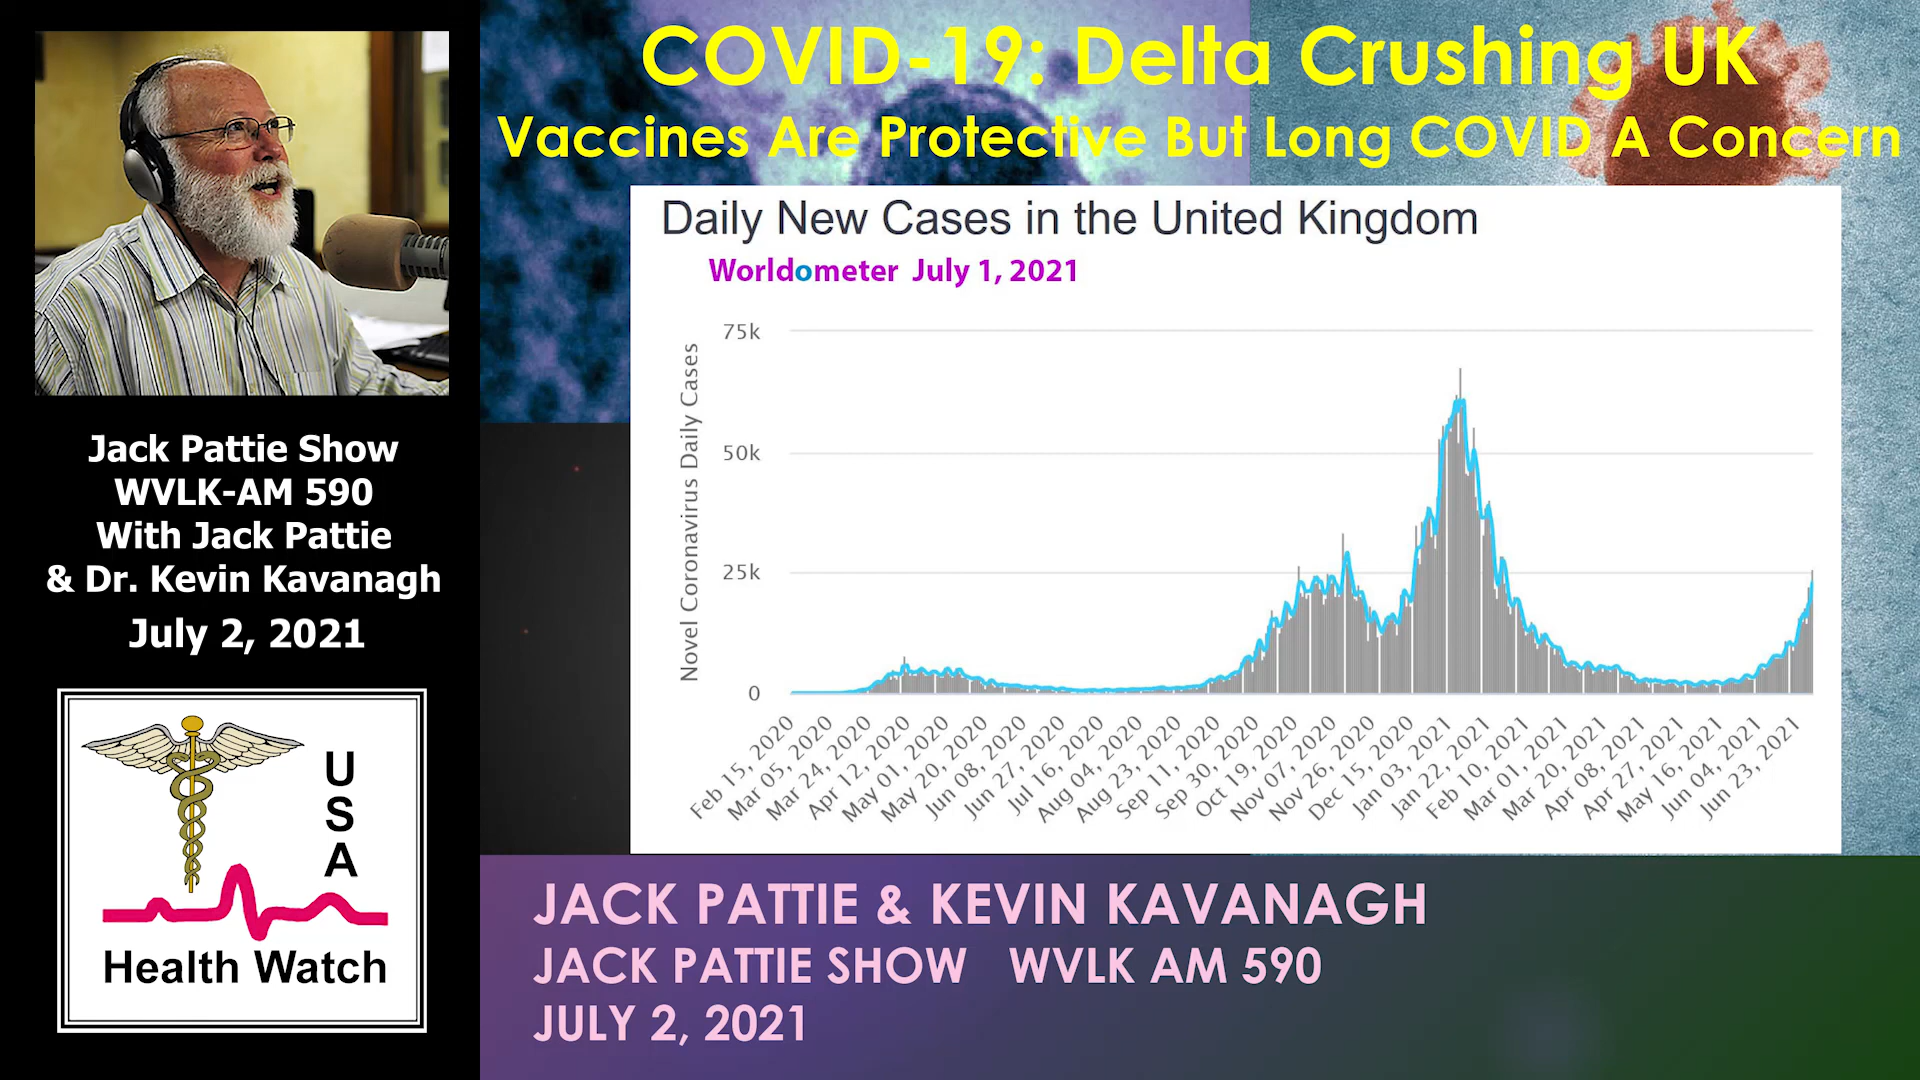 COVID-19: Delta Crushing UK
Vaccines Are Protective But Long COVID A Concern
Jack Pattie Show
WVLK-AM 590
With Jack Pattie
& Dr. Kevin Kavanagh
July 2, 2021
USA
Health Watch
Daily New Cases in the United Kingdom
Worldometer July 1, 2021
Novel Coronavirus Daily Cases
75k
50k
25k
0
Feb 15, 2020
Mar 05, 2020
Mar 24, 2020
Apr 12, 2020
May 01, 2020
May 20, 2020
Jun 08, 2020
Jun 27, 2020
Jul 16, 2020
Aug 04, 2020
Aug 23, 2020
Sep 11, 2020
Sep 30, 2020
Oct 19, 2020
Nov 07, 2020
Nov 26, 2020
Dec 15, 2020
Jan 03, 2021
Jan 22, 2021
Feb 10, 2021
Mar 01, 2021
Mar 20, 2021
Apr 08, 2021
Apr 27, 2021
May 16, 2021
Jun 04, 2021
Jun 23, 2021
JACK PATTIE & KEVIN KAVANAGH
JACK PATTIE SHOW WVLK AM 590
JULY 2, 2021